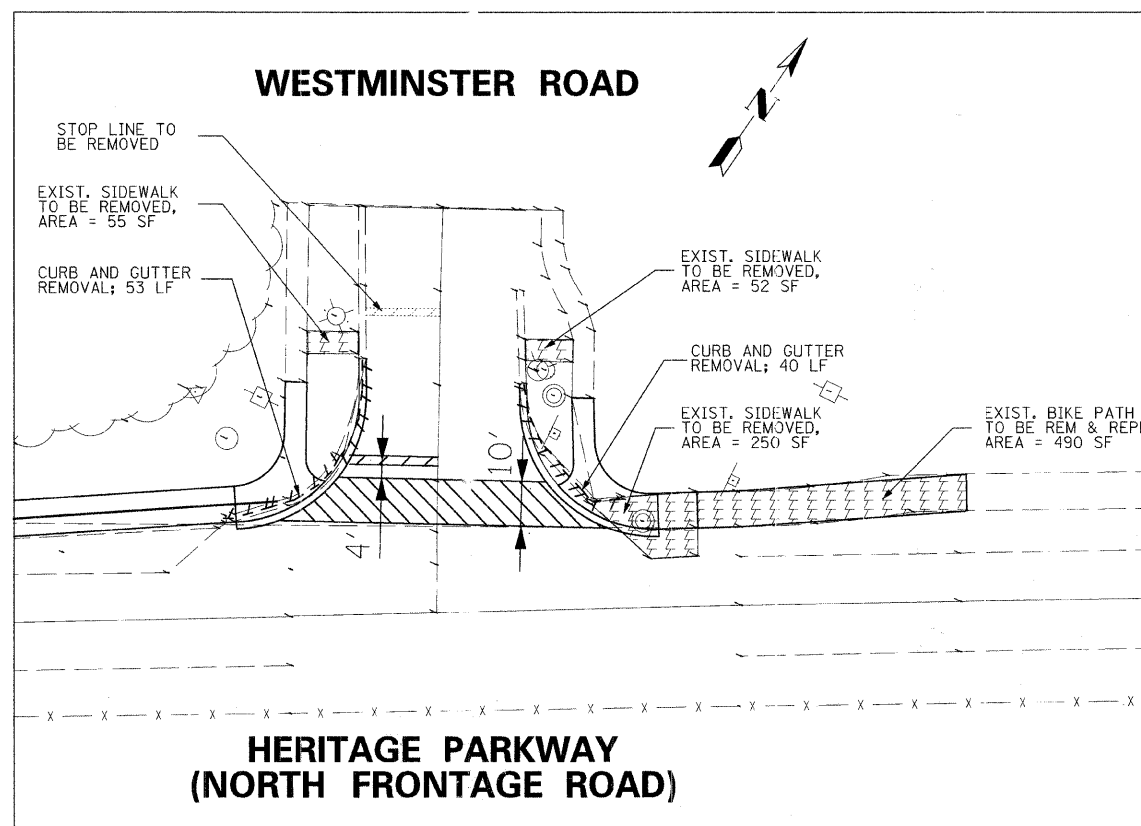 WESTMINSTER ROAD
N
STOP LINE TO
BE REMOVED
EXIST. SIDEWALK
TO BE REMOVED,
AREA = 55 SF
CURB AND GUTTER
REMOVAL; 53 LF
EXIST. SIDEWALK
TO BE REMOVED,
AREA = 52 SF
CURB AND GUTTER
REMOVAL; 40 LF
EXIST. SIDEWALK
TO BE REMOVED,
AREA = 250 SF
EXIST. BIKE PATH
TO BE REM & REPL
AREA = 490 SF
10'
4'
HERITAGE PARKWAY
(NORTH FRONTAGE ROAD)